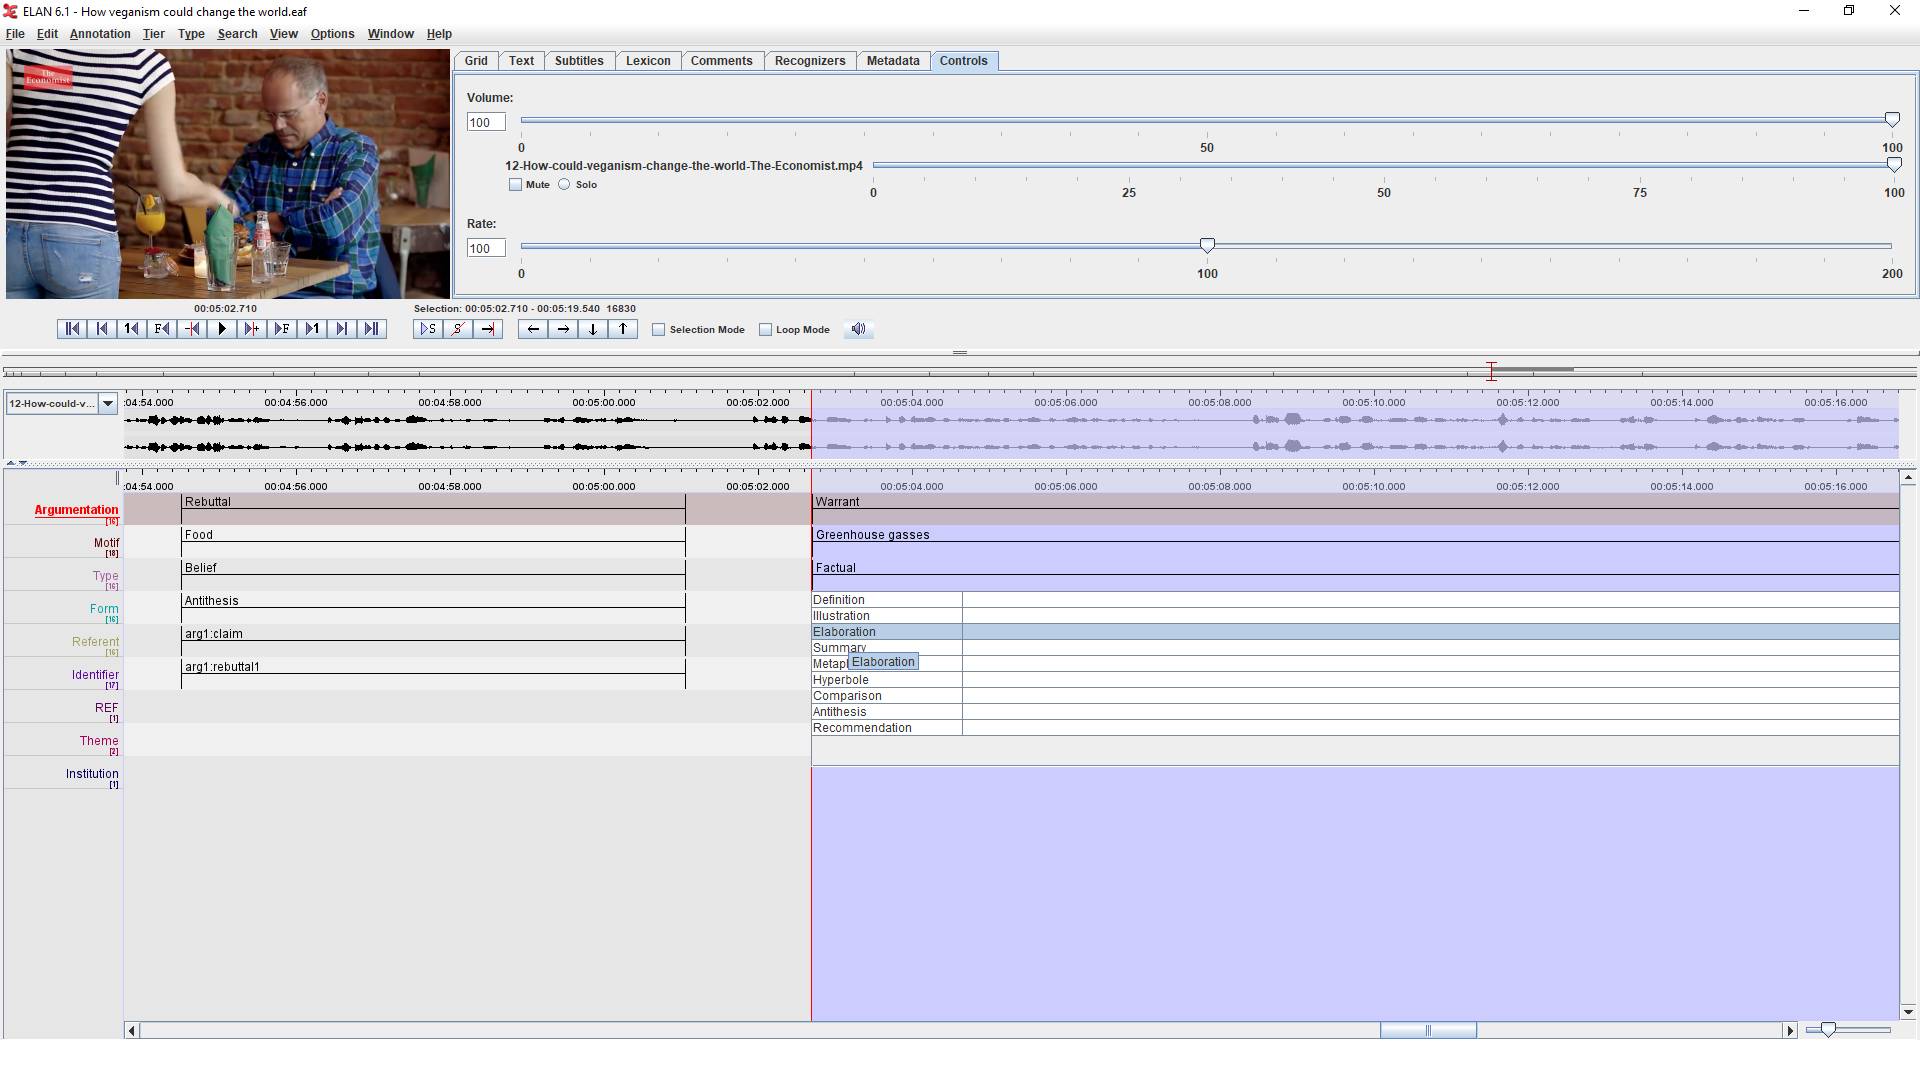 ELAN 6.1 - How veganism could change the world.eaf
File Edit Annotation Tier Type Search View Options Window Help
The
Economist
Grid Text Subtitles Lexicon Comments Recognizers Metadata Controls
Volume:
100
0 50 100
12-How-could-veganism-change-the-world-The-Economist.mp4
0 25 50 75 100
Mute Solo
Rate:
100
0 100 200
00:05:02.710
Selection: 00:05:02.710 - 00:05:19.540 16830
1 F - + F 1 S S Selection Mode Loop Mode
12-How-could-v...
:04:54.000 00:04:56.000 00:04:58.000 00:05:00.000 00:05:02.000 00:05:04.000 00:05:06.000 00:05:08.000 00:05:10.000 00:05:12.000 00:05:14.000 00:05:16.000
:04:54.000 00:04:56.000 00:04:58.000 00:05:00.000 00:05:02.000 00:05:04.000 00:05:06.000 00:05:08.000 00:05:10.000 00:05:12.000 00:05:14.000 00:05:16.000
Argumentation
[16]
Rebuttal
Warrant
Motif
[18]
Food
Greenhouse gasses
Type
[16]
Belief
Factual
Form
[16]
Antithesis
Referent
[16]
arg1:claim
Identifier
[17]
arg1:rebuttal1
REF
[1]
Theme
[2]
Institution
[1]
Definition
Illustration
Elaboration
Summary
Metap
Elaboration
Hyperbole
Comparison
Antithesis
Recommendation